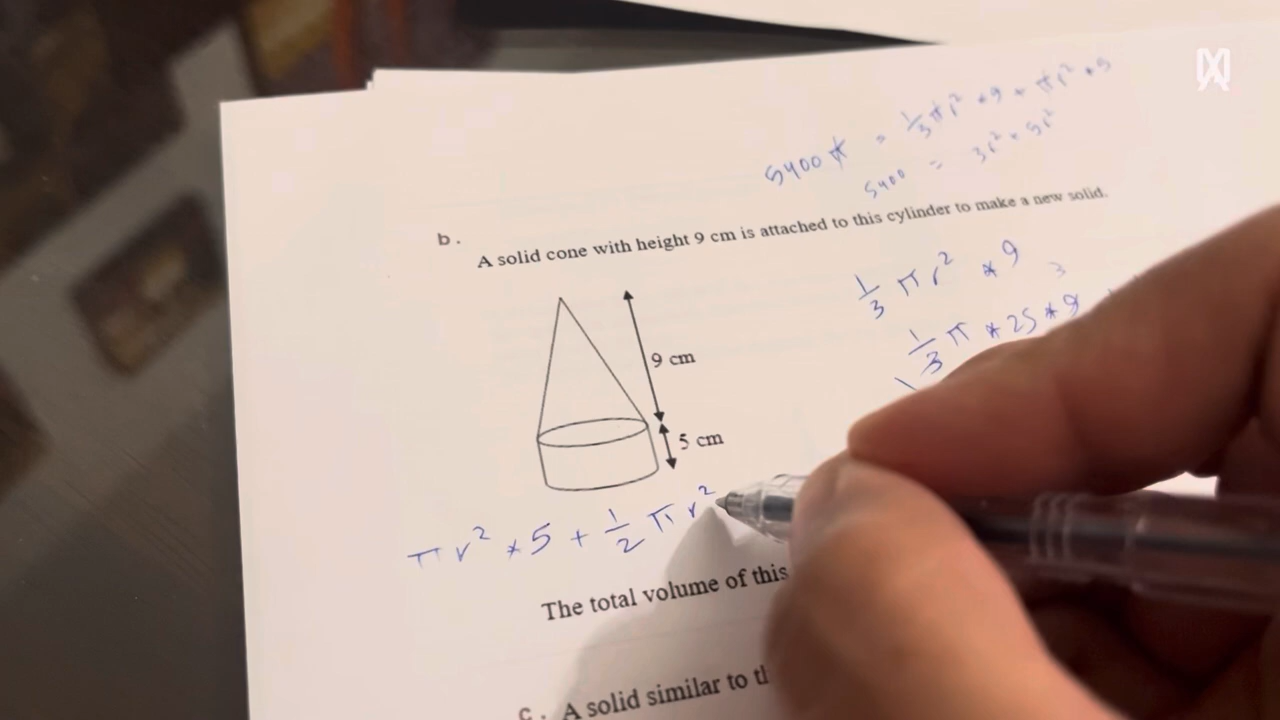 5400 π = 1/3 πr² * 9 + πr² * 5
5400 = 3r² + 5r²
b.
A solid cone with height 9 cm is attached to this cylinder to make a new solid.
1/3 πr² * 9
3
1/3 π * 25 * 9
9 cm
5 cm
πr² * 5 + 1/2 πr²
The total volume of this
c. A solid similar to